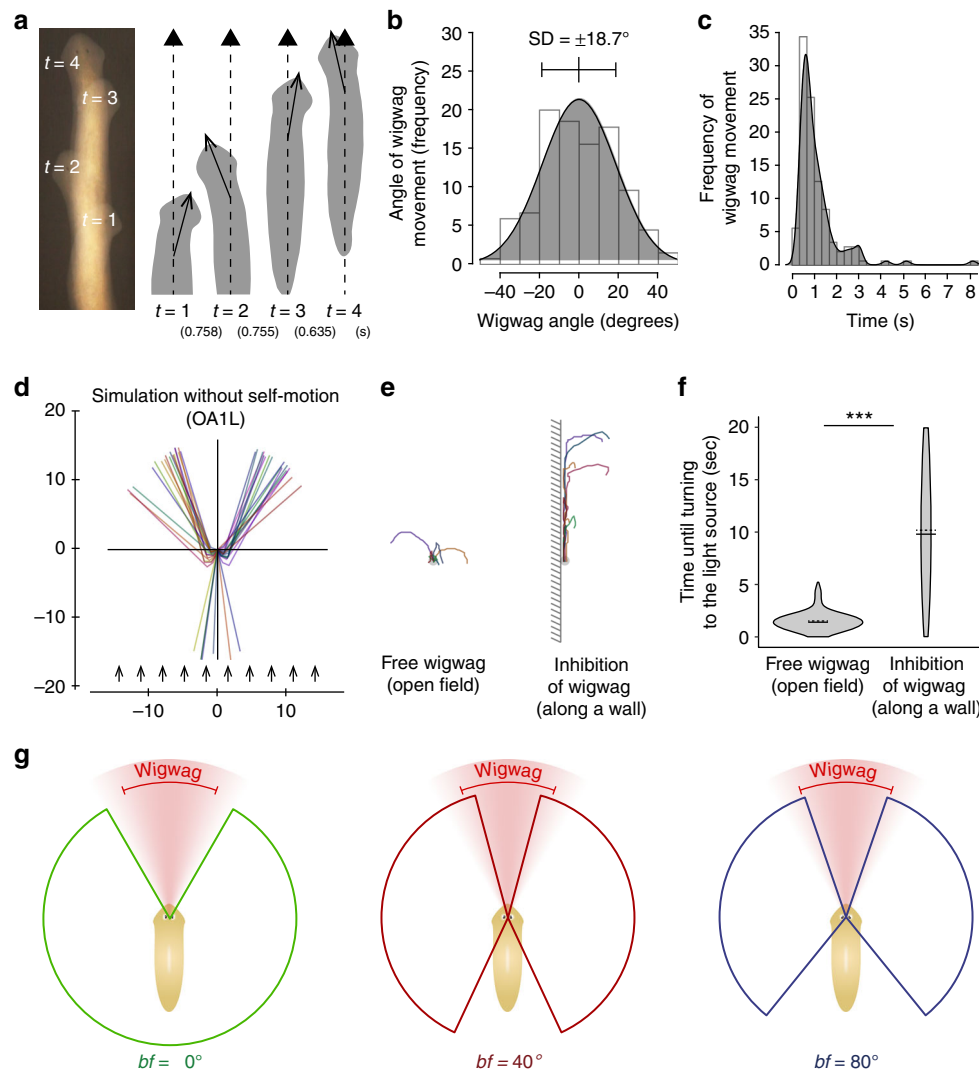 a
t = 4
t = 3
t = 2
t = 1
t = 1
t = 2
t = 3
t = 4
(0.758)
(0.755)
(0.635)
(s)
b
SD = ±18.7°
Angle of wigwag
movement (frequency)
30
25
20
15
10
5
0
−40
−20
0
20
40
Wigwag angle (degrees)
c
Frequency of
wigwag movement
35
30
25
20
15
10
5
0
0 1 2 3 4 5 6 7 8
Time (s)
d
Simulation without self-motion
(OA1L)
20
10
0
−10
−20
−10
0
10
e
Free wigwag
(open field)
Inhibition
of wigwag
(along a wall)
f
***
Time until turning
to the light source (sec)
20
15
10
5
0
Free wigwag
(open field)
Inhibition
of wigwag
(along a wall)
g
Wigwag
Wigwag
Wigwag
bf = 0°
bf = 40°
bf = 80°